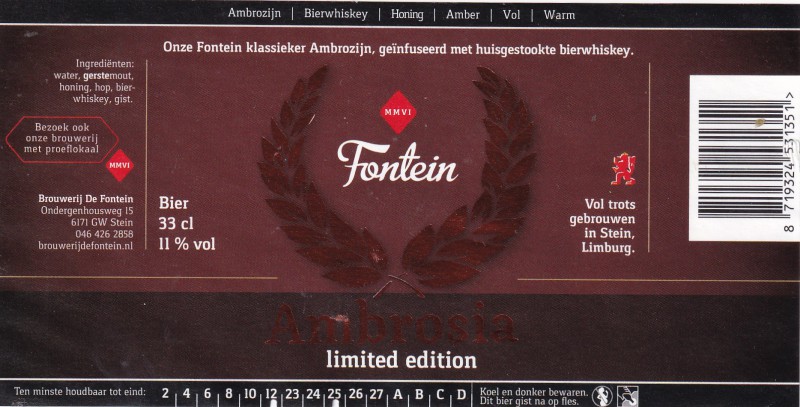 Ambrozijn | Bierwhiskey | Honing | Amber | Vol | Warm
Onze Fontein klassieker Ambrozijn, geïnfuseerd met huisgestookte bierwhiskey.
Ingrediënten:
water, gerstemout,
honing, hop, bier-
whiskey, gist.
Bezoek ook
onze brouwerij
met proeflokaal
MMVI
Brouwerij De Fontein
Ondergenhousweg 15
6171 GW Stein
046 426 2858
brouwerijdefontein.nl
Bier
33 cl
11 % vol
MMVI
Fontein
Vol trots
gebrouwen
in Stein,
Limburg.
8 719324 531351 >
Ambrosia
limited edition
Ten minste houdbaar tot eind: 2 4 6 8 10 12 23 24 25 26 27 A B C D
Koel en donker bewaren.
Dit bier gist na op fles.